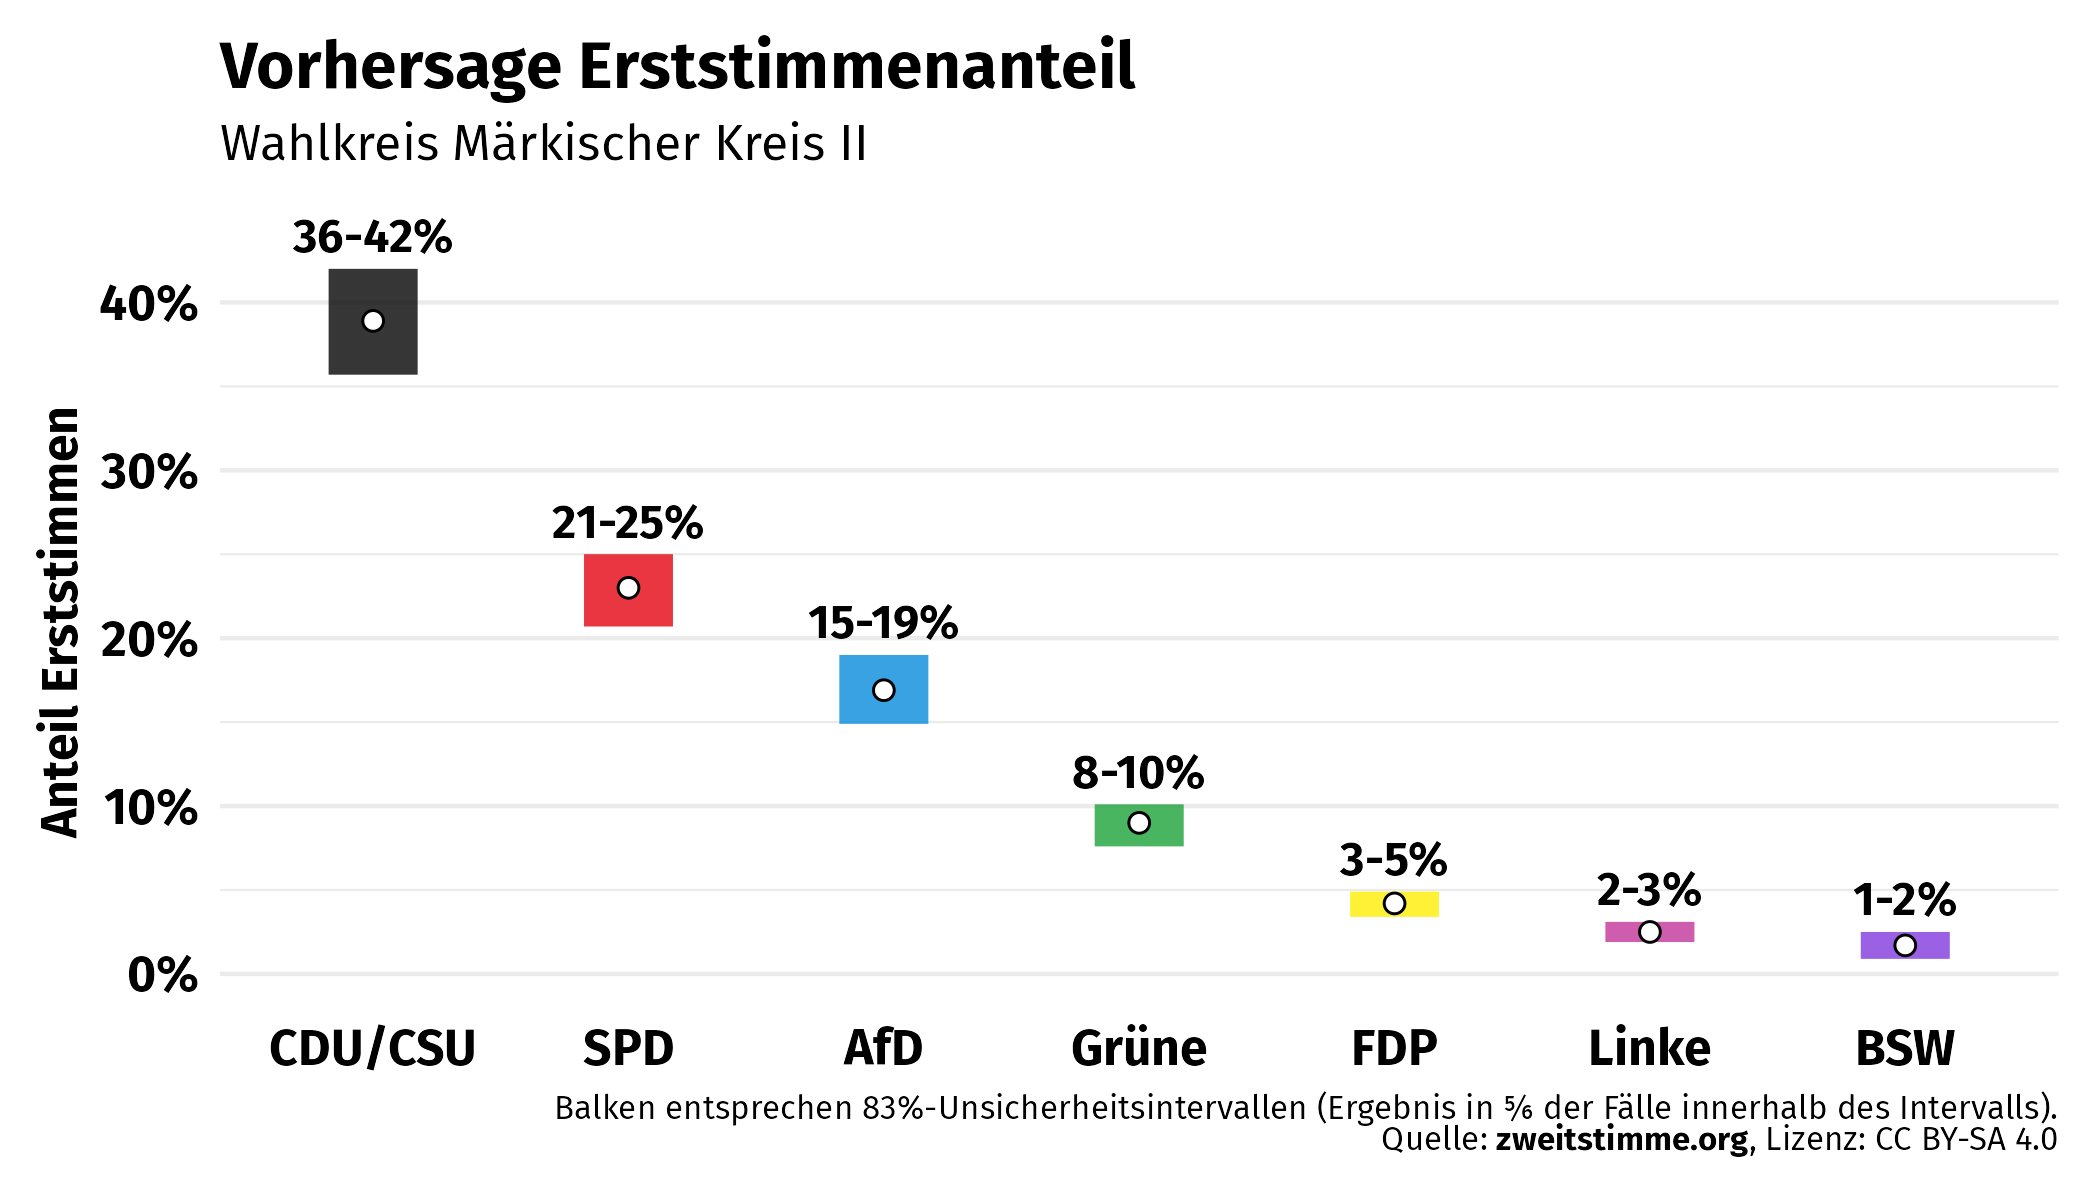 Vorhersage Erststimmenanteil
Wahlkreis Märkischer Kreis II
Anteil Erststimmen
40%
30%
20%
10%
0%
36-42%
21-25%
15-19%
8-10%
3-5%
2-3%
1-2%
CDU/CSU
SPD
AfD
Grüne
FDP
Linke
BSW
Balken entsprechen 83%-Unsicherheitsintervallen (Ergebnis in ⅚ der Fälle innerhalb des Intervalls).
Quelle: zweitstimme.org, Lizenz: CC BY-SA 4.0